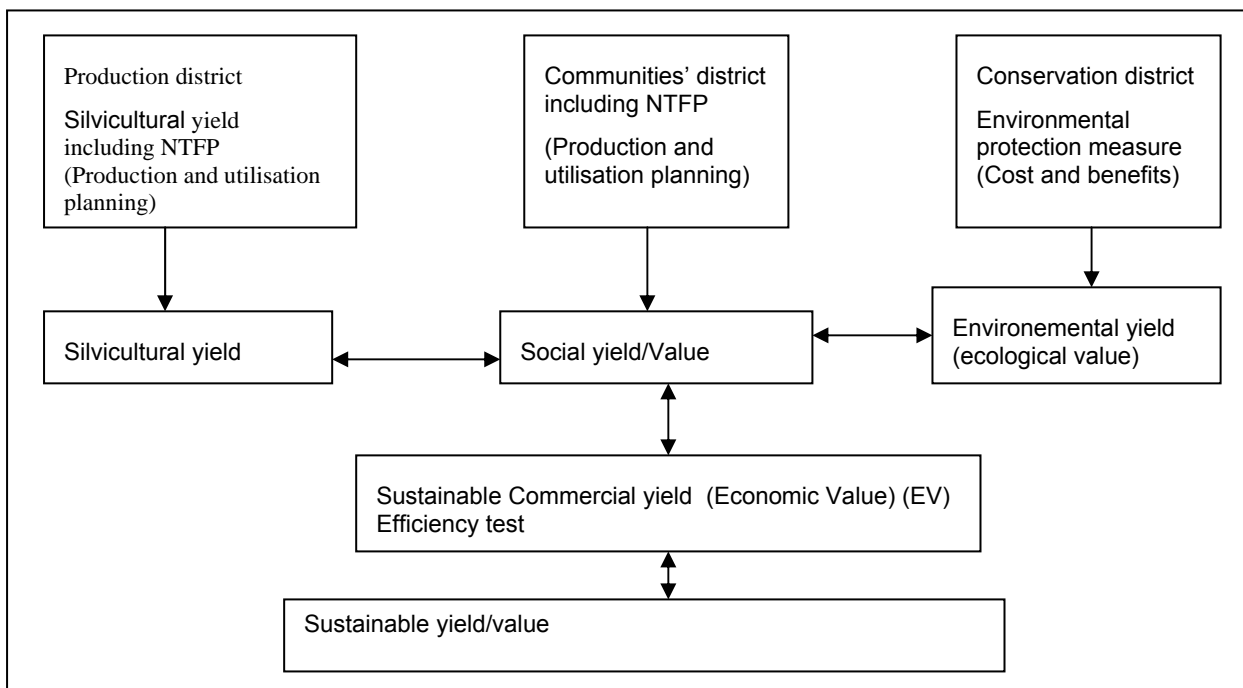 Production district
Silvicultural yield
including NTFP
(Production and utilisation
planning)
Communities’ district
including NTFP
(Production and
utilisation planning)
Conservation district
Environmental
protection measure
(Cost and benefits)
Silvicultural yield
Social yield/Value
Environemental yield
(ecological value)
Sustainable Commercial yield (Economic Value) (EV)
Efficiency test
Sustainable yield/value